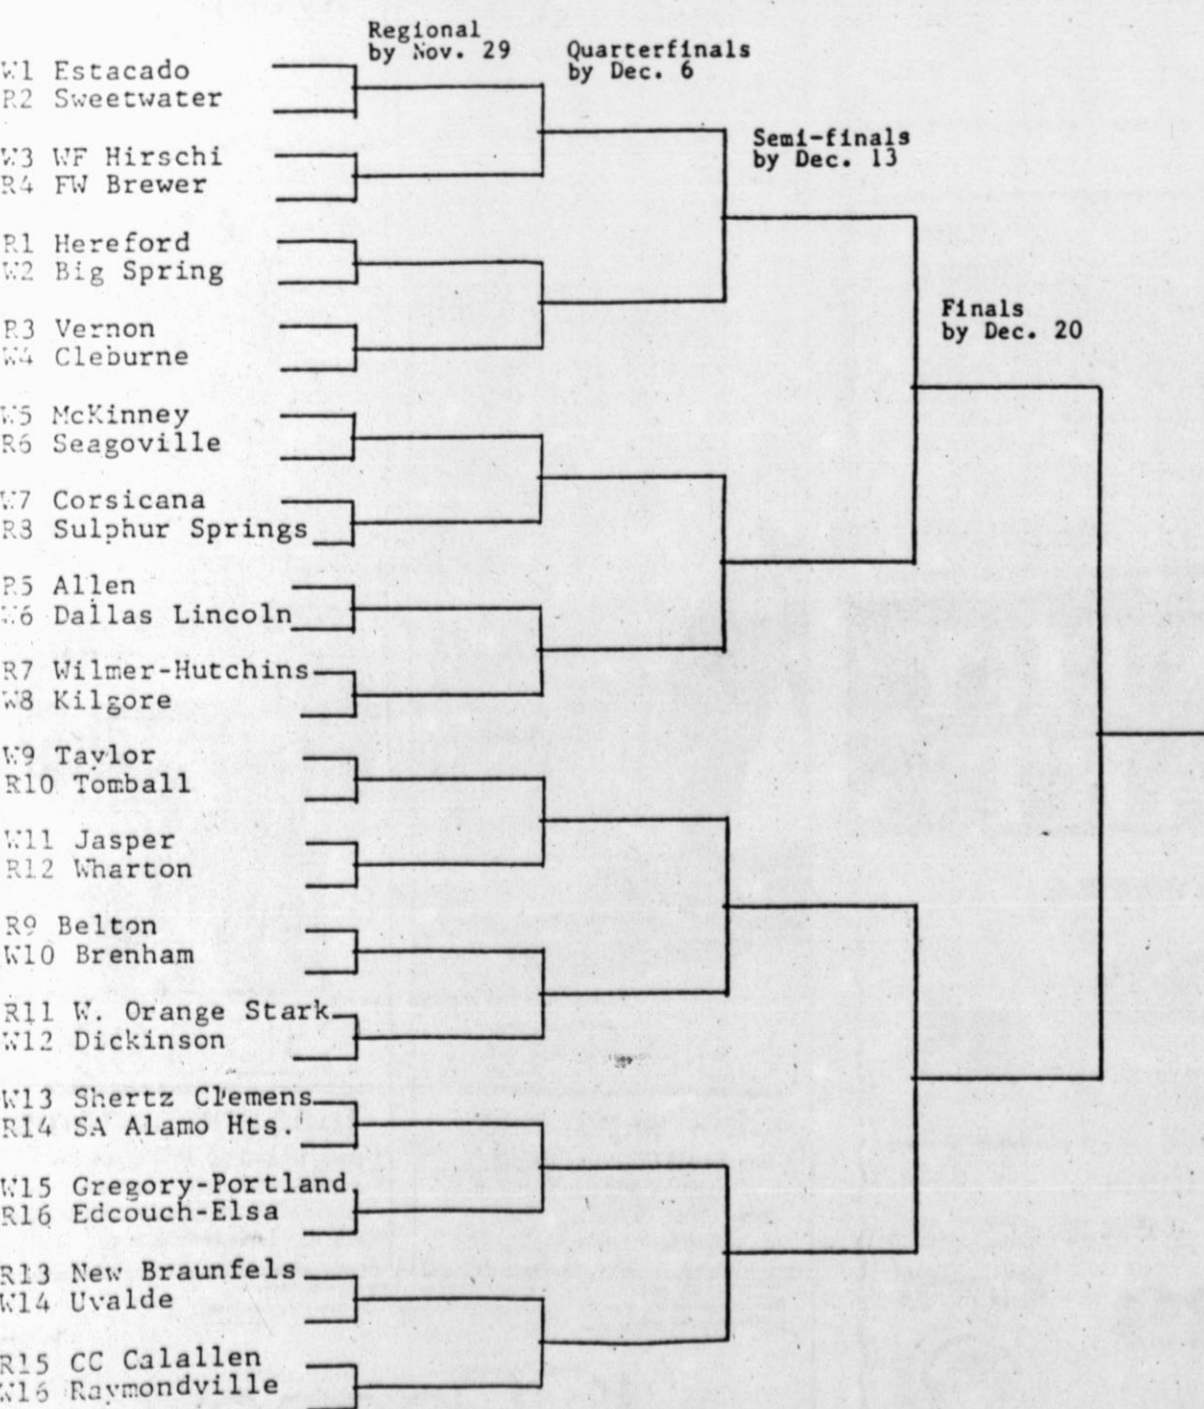 Regional
by Nov. 29
Quarterfinals
by Dec. 6
Semi-finals
by Dec. 13
Finals
by Dec. 20
W1 Estacado
R2 Sweetwater
W3 WF Hirschi
R4 FW Brewer
R1 Hereford
W2 Big Spring
R3 Vernon
W4 Cleburne
W5 McKinney
R6 Seagoville
W7 Corsicana
R8 Sulphur Springs
R5 Allen
W6 Dallas Lincoln
R7 Wilmer-Hutchins
W8 Kilgore
W9 Taylor
R10 Tomball
W11 Jasper
R12 Wharton
R9 Belton
W10 Brenham
R11 W. Orange Stark
W12 Dickinson
W13 Shertz Clemens
R14 SA Alamo Hts.
W15 Gregory-Portland
R16 Edcouch-Elsa
R13 New Braunfels
W14 Uvalde
R15 CC Calallen
W16 Raymondville